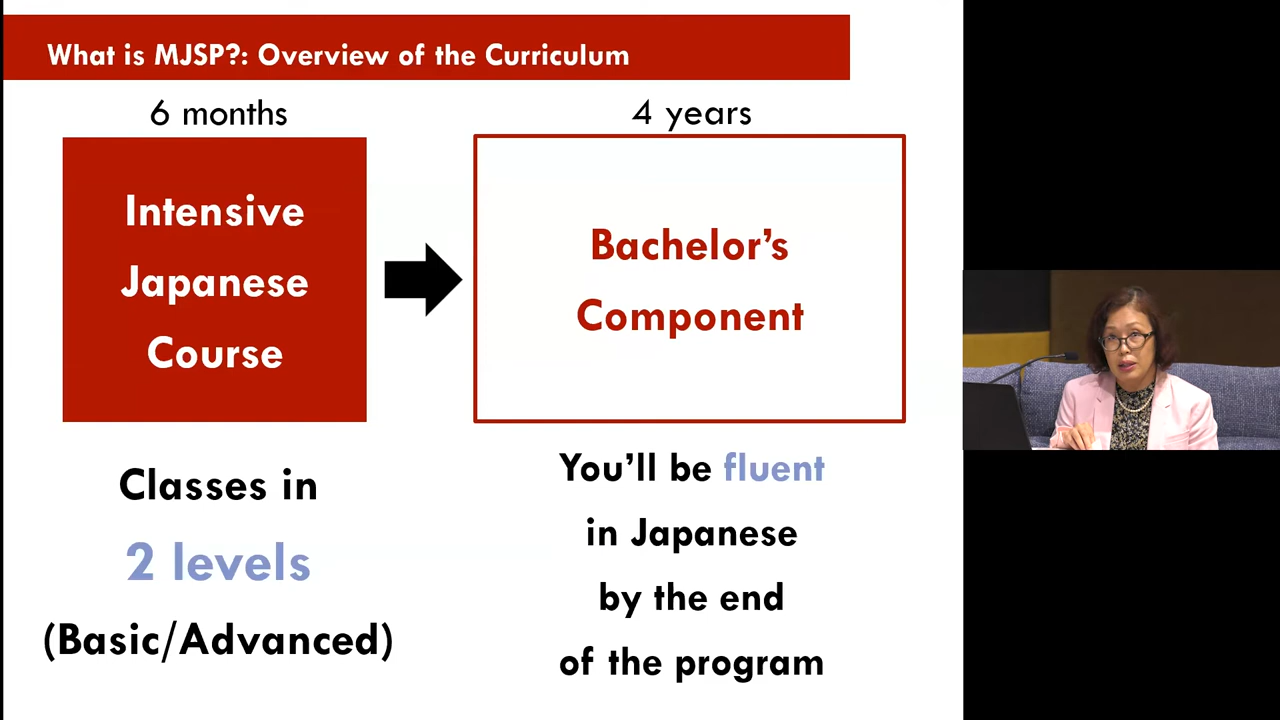 What is MJSP?: Overview of the Curriculum
6 months
Intensive
Japanese
Course
Classes in
2 levels
(Basic/Advanced)
4 years
Bachelor’s
Component
You’ll be fluent
in Japanese
by the end
of the program